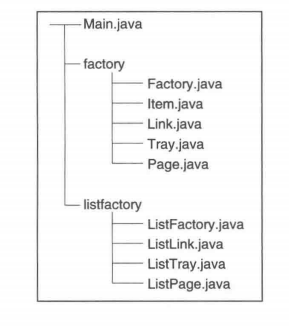 Main.java
factory
Factory.java
Item.java
Link.java
Tray.java
Page.java
listfactory
ListFactory.java
ListLink.java
ListTray.java
ListPage.java